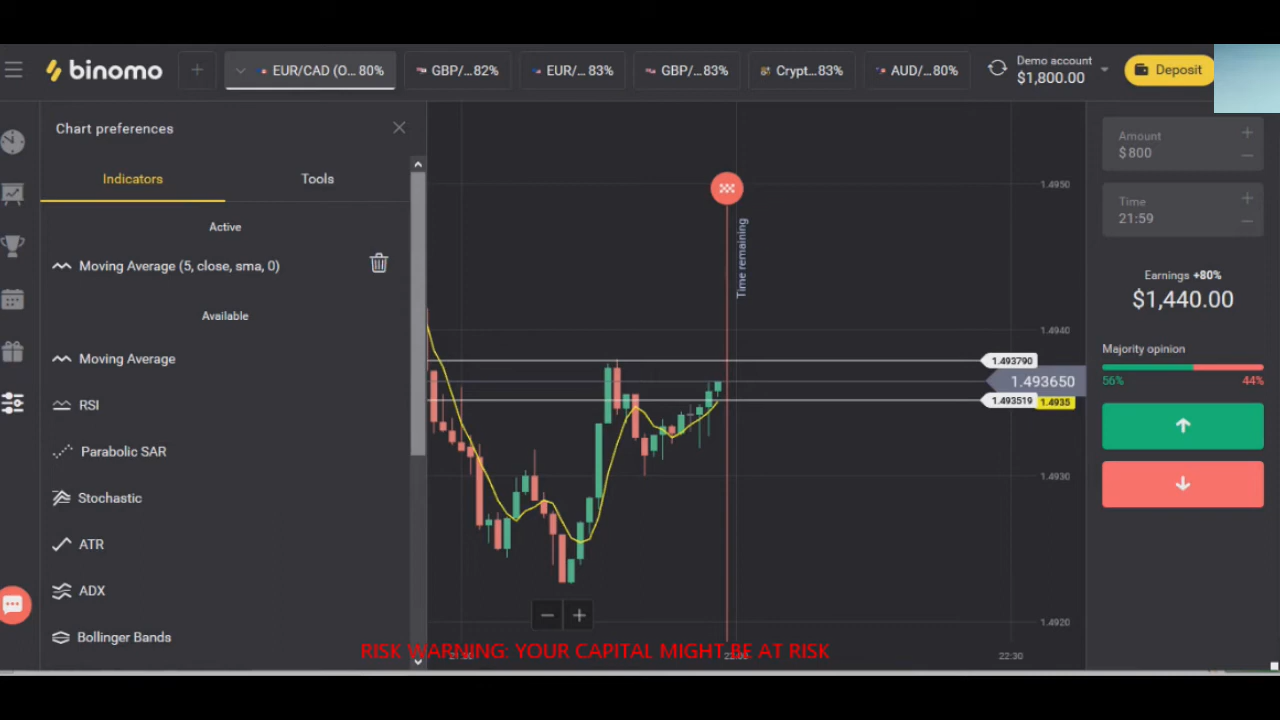 binomo
+
EUR/CAD (O... 80%
GBP/...82%
EUR/... 83%
GBP/...83%
Crypt...83%
AUD/...80%
Demo account
$1,800.00
Deposit
Chart preferences
Indicators
Tools
Active
Moving Average (5, close, sma, 0)
Available
Moving Average
RSI
Parabolic SAR
Stochastic
ATR
ADX
Bollinger Bands
Time remaining
1.4950
1.4940
1.493790
1.493650
1.493519
1.4935
1.4930
1.4920
22:00
22:30
RISK WARNING: YOUR CAPITAL MIGHT BE AT RISK
Amount
$800
Time
21:59
Earnings +80%
$1,440.00
Majority opinion
56%
44%